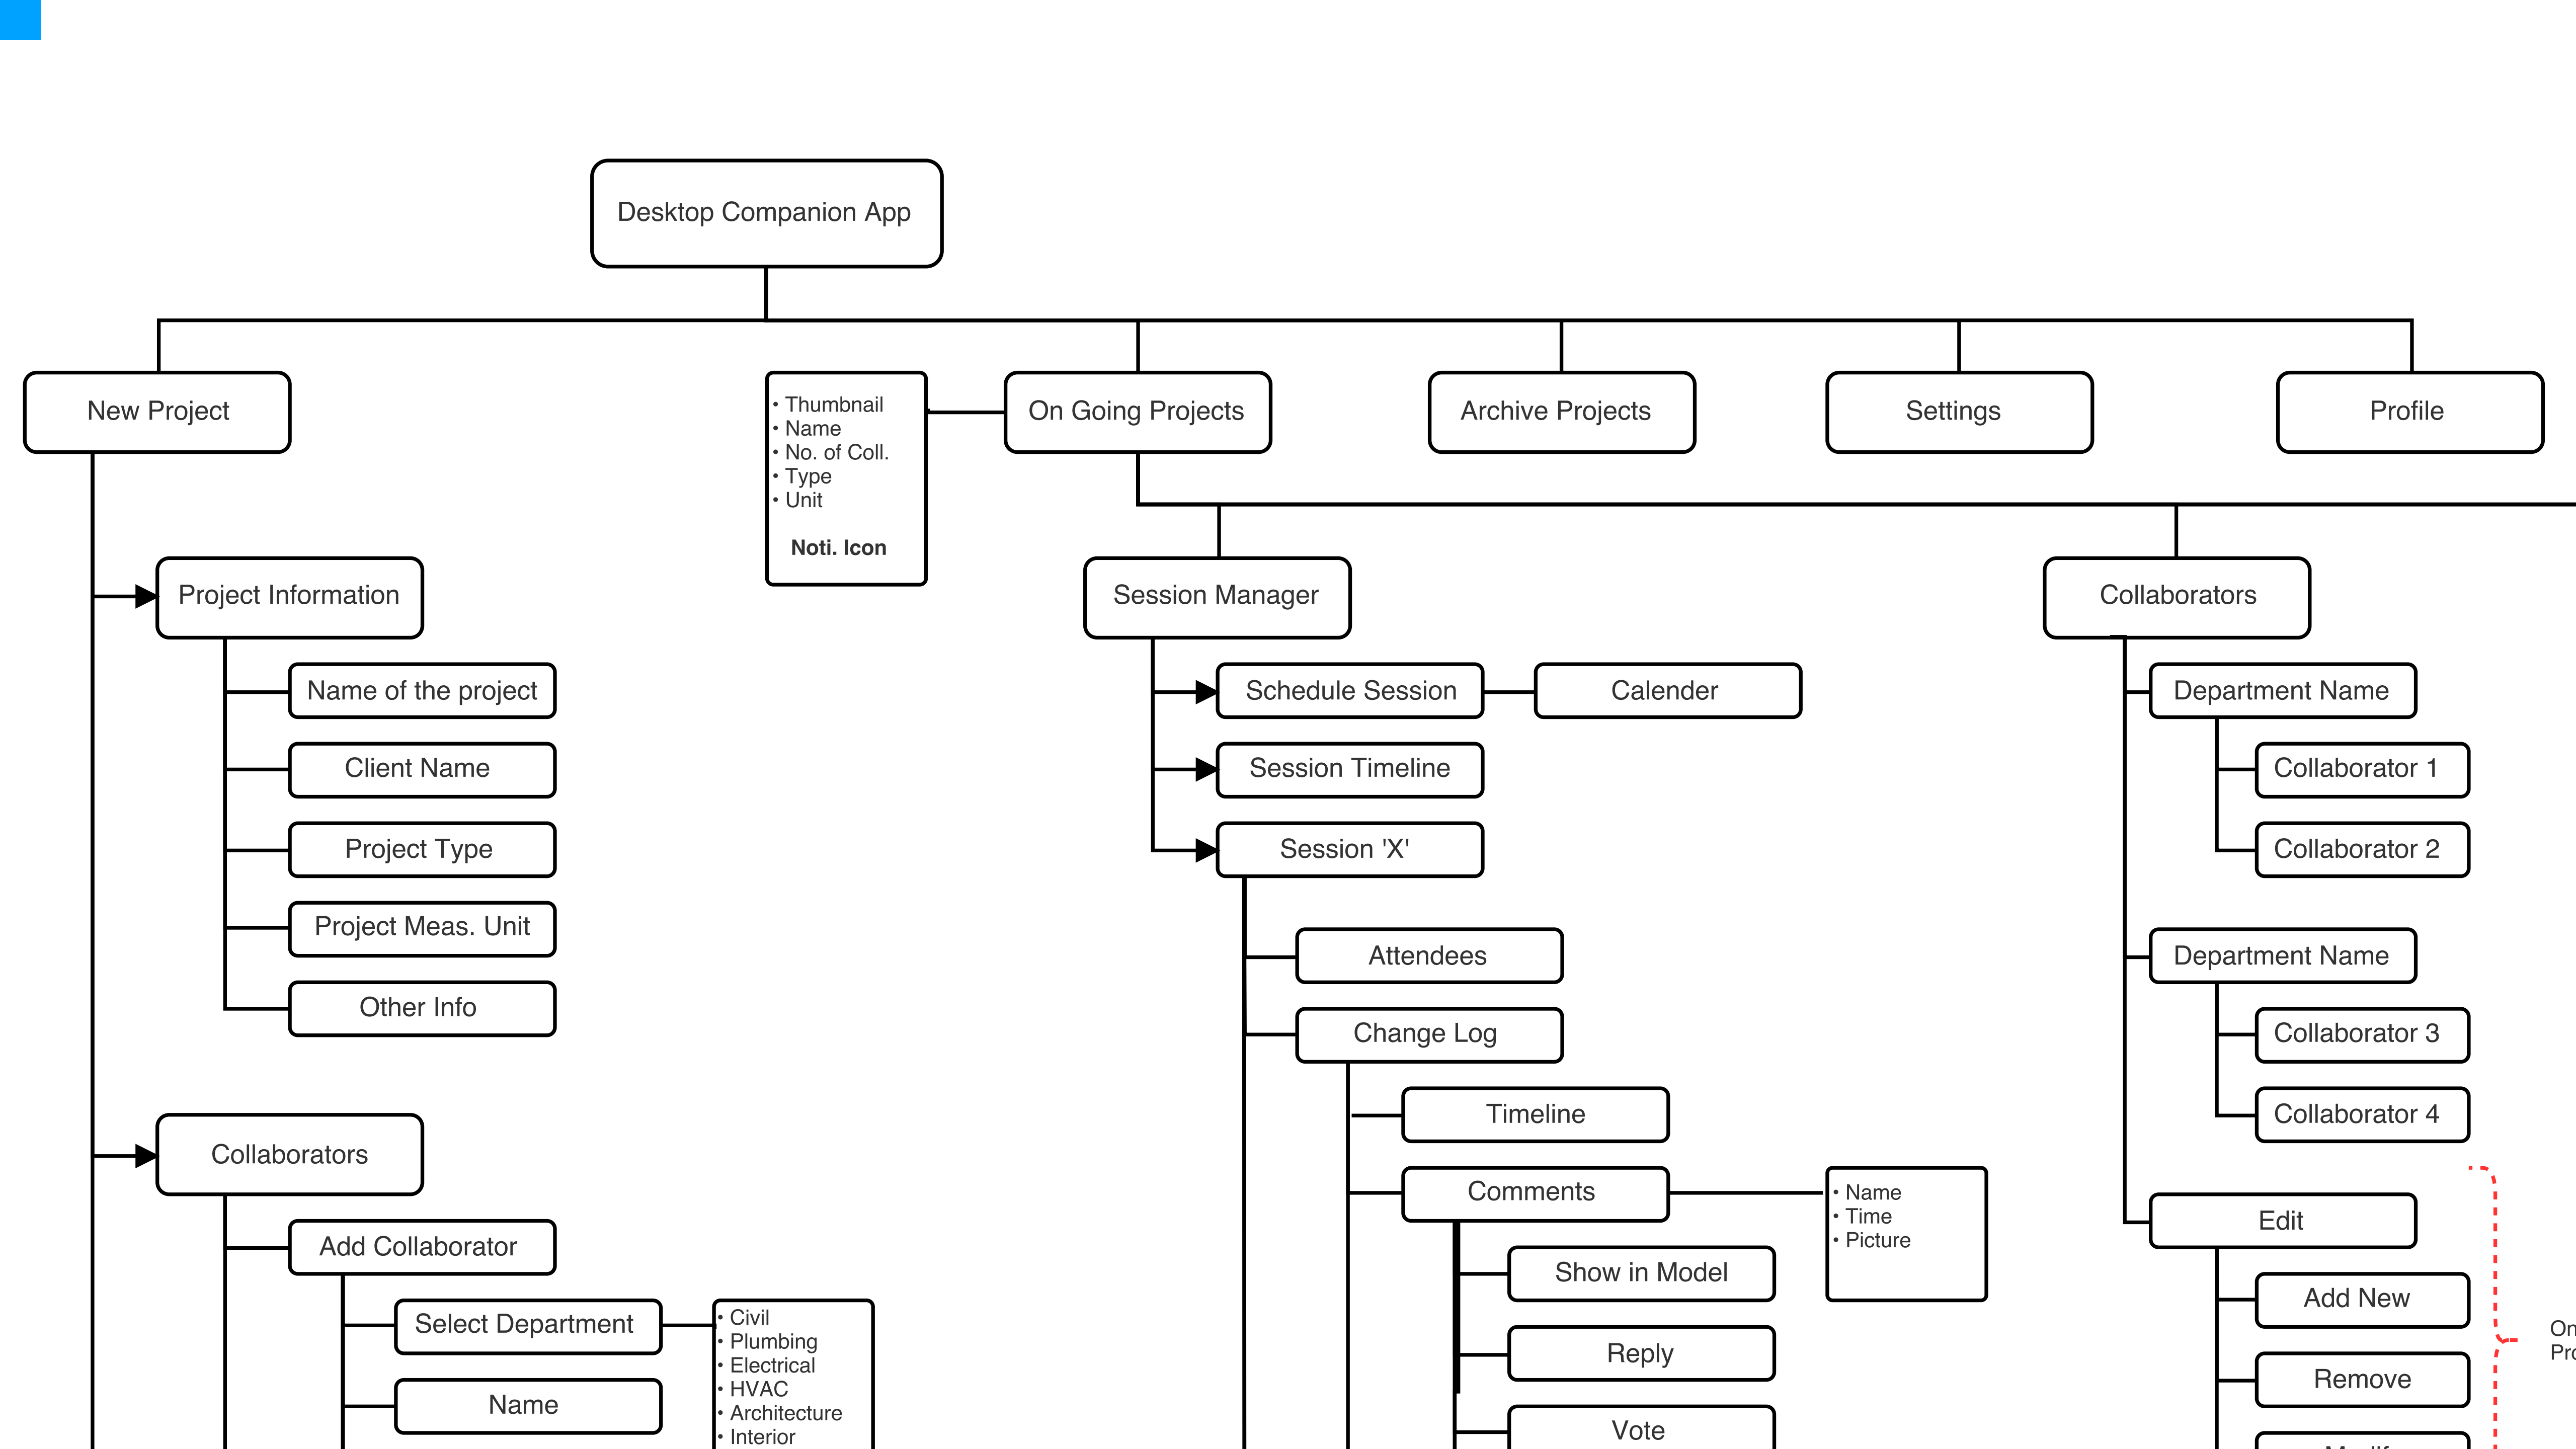 Desktop Companion App
New Project
On Going Projects
Archive Projects
Settings
Profile
• Thumbnail
• Name
• No. of Coll.
• Type
• Unit
Noti. Icon
Project Information
Name of the project
Client Name
Project Type
Project Meas. Unit
Other Info
Collaborators
Add Collaborator
Select Department
• Civil
• Plumbing
• Electrical
• HVAC
• Architecture
• Interior
Name
Session Manager
Schedule Session
Calender
Session Timeline
Session 'X'
Attendees
Change Log
Timeline
Comments
• Name
• Time
• Picture
Show in Model
Reply
Vote
Collaborators
Department Name
Collaborator 1
Collaborator 2
Department Name
Collaborator 3
Collaborator 4
Edit
Add New
Remove